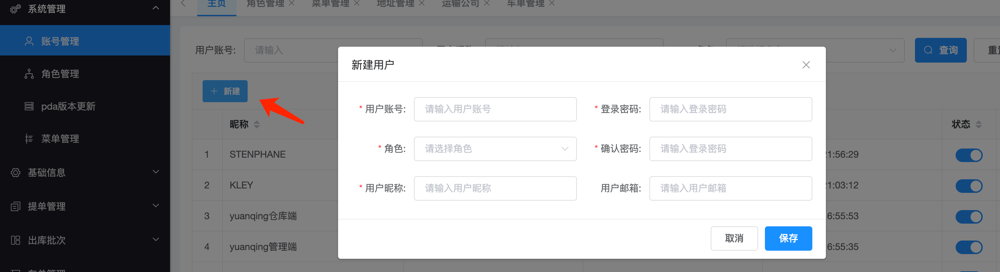 系统管理
账号管理
角色管理
pda版本更新
菜单管理
基础信息
提单管理
出库批次
主页 角色管理 菜单管理 地址管理 运输公司 车单管理
用户账号: 请输入
查询
新建
昵称 状态
1 STENPHANE 21:56:29
2 KLEY 21:03:12
3 yuanqing仓库端 6:55:53
4 yuanqing管理端 6:55:35
新建用户
* 用户账号: 请输入用户账号 * 登录密码: 请输入登录密码
* 角色: 请选择角色 * 确认密码: 请输入登录密码
* 用户昵称: 请输入用户昵称 用户邮箱: 请输入用户邮箱
取消 保存